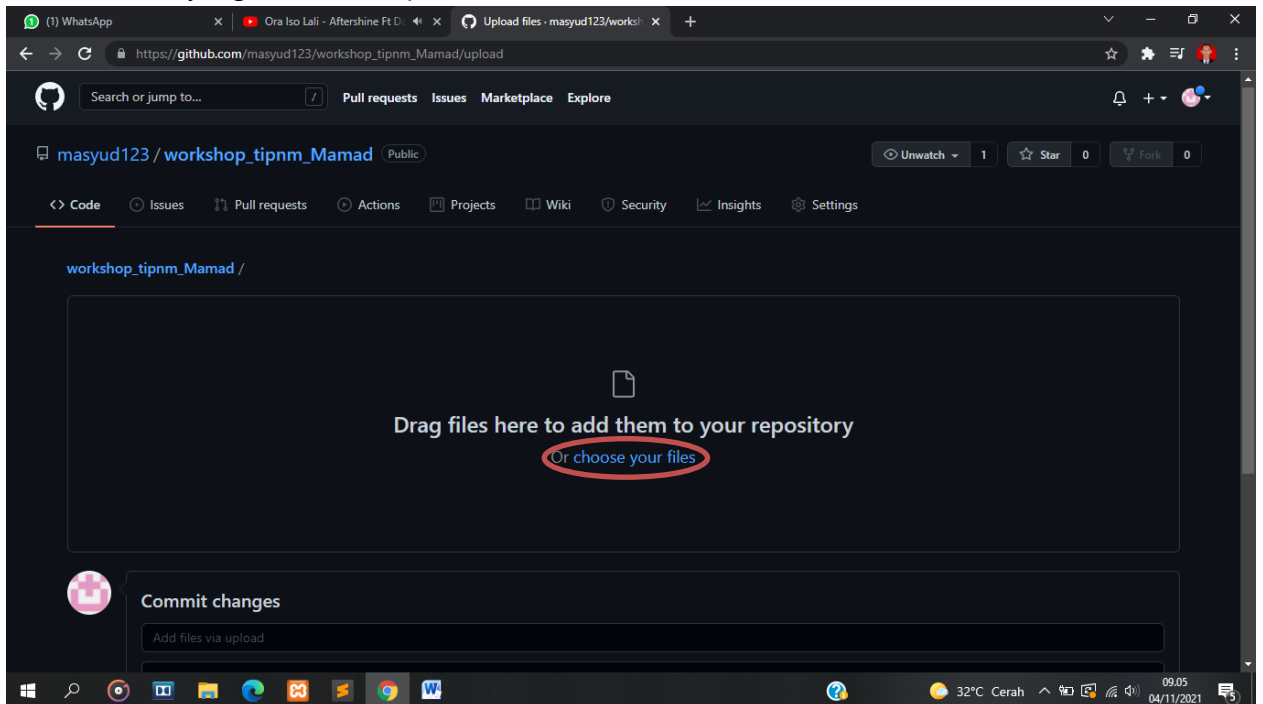 (1) WhatsApp
Ora Iso Lali - Aftershine Ft Da
Upload files · masyud123/worksh
https://github.com/masyud123/workshop_tipnm_Mamad/upload
Search or jump to...
/
Pull requests Issues Marketplace Explore
masyud123 / workshop_tipnm_Mamad Public
Unwatch 1 Star 0 Fork 0
<> Code Issues Pull requests Actions Projects Wiki Security Insights Settings
workshop_tipnm_Mamad /
Drag files here to add them to your repository
Or choose your files
Commit changes
Add files via upload
32°C Cerah
09.05
04/11/2021
5